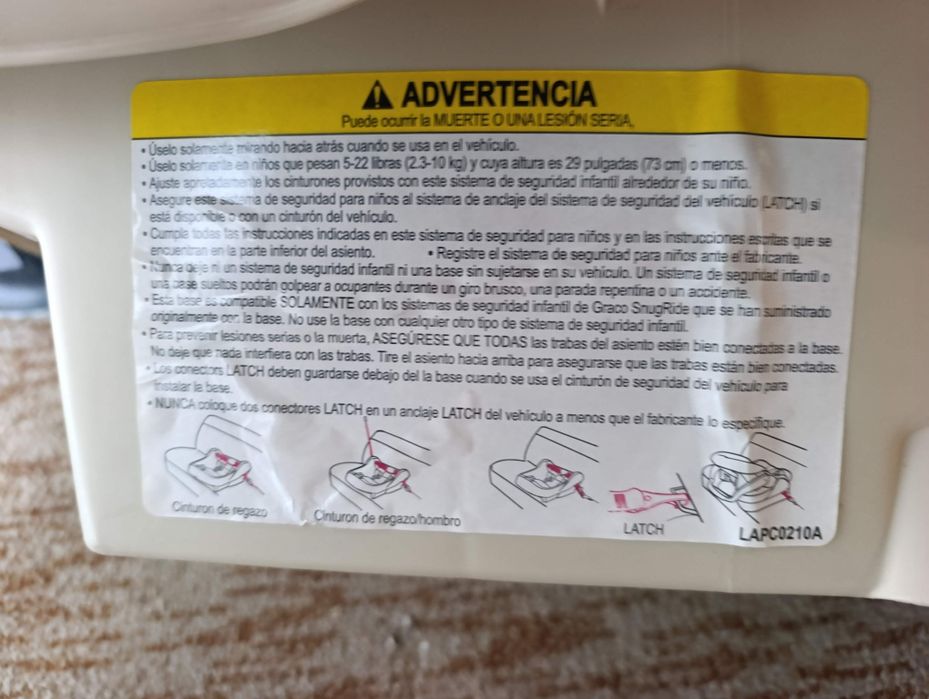 ADVERTENCIA
Puede ocurrir la MUERTE O UNA LESIÓN SERIA.
• Úselo solamente mirando hacia atrás cuando se usa en el vehículo.
• Úselo solamente en niños que pesan 5-22 libras (2.3-10 kg) y cuya altura es 29 pulgadas (73 cm) o menos.
• Ajuste apretadamente los cinturones provistos con este sistema de seguridad infantil alrededor de su niño.
• Asegure este sistema de seguridad para niños al sistema de anclaje del sistema de seguridad del vehículo (LATCH) si
está disponible o con un cinturón del vehículo.
• Cumpla todas las instrucciones indicadas en este sistema de seguridad para niños y en las instrucciones escritas que se
encuentran en la parte inferior del asiento. • Registre el sistema de seguridad para niños ante el fabricante.
• Nunca deje ni un sistema de seguridad infantil ni una base sin sujetarse en su vehículo. Un sistema de seguridad infantil o
una base sueltos podrán golpear a ocupantes durante un giro brusco, una parada repentina o un accidente.
• Esta base es compatible SOLAMENTE con los sistemas de seguridad infantil de Graco SnugRide que se han suministrado
originalmente con la base. No use la base con cualquier otro tipo de sistema de seguridad infantil.
• Para prevenir lesiones serias o la muerte, ASEGÚRESE QUE TODAS las trabas del asiento estén bien conectadas a la base.
No deje que nada interfiera con las trabas. Tire el asiento hacia arriba para asegurarse que las trabas están bien conectadas.
• Los conectors LATCH deben guardarse debajo del la base cuando se usa el cinturón de seguridad del vehículo para
instalar la base.
• NUNCA coloque dos conectores LATCH en un anclaje LATCH del vehículo a menos que el fabricante lo especifique.
Cinturon de regazo
Cinturon de regazo/hombro
LATCH
LAPC0210A